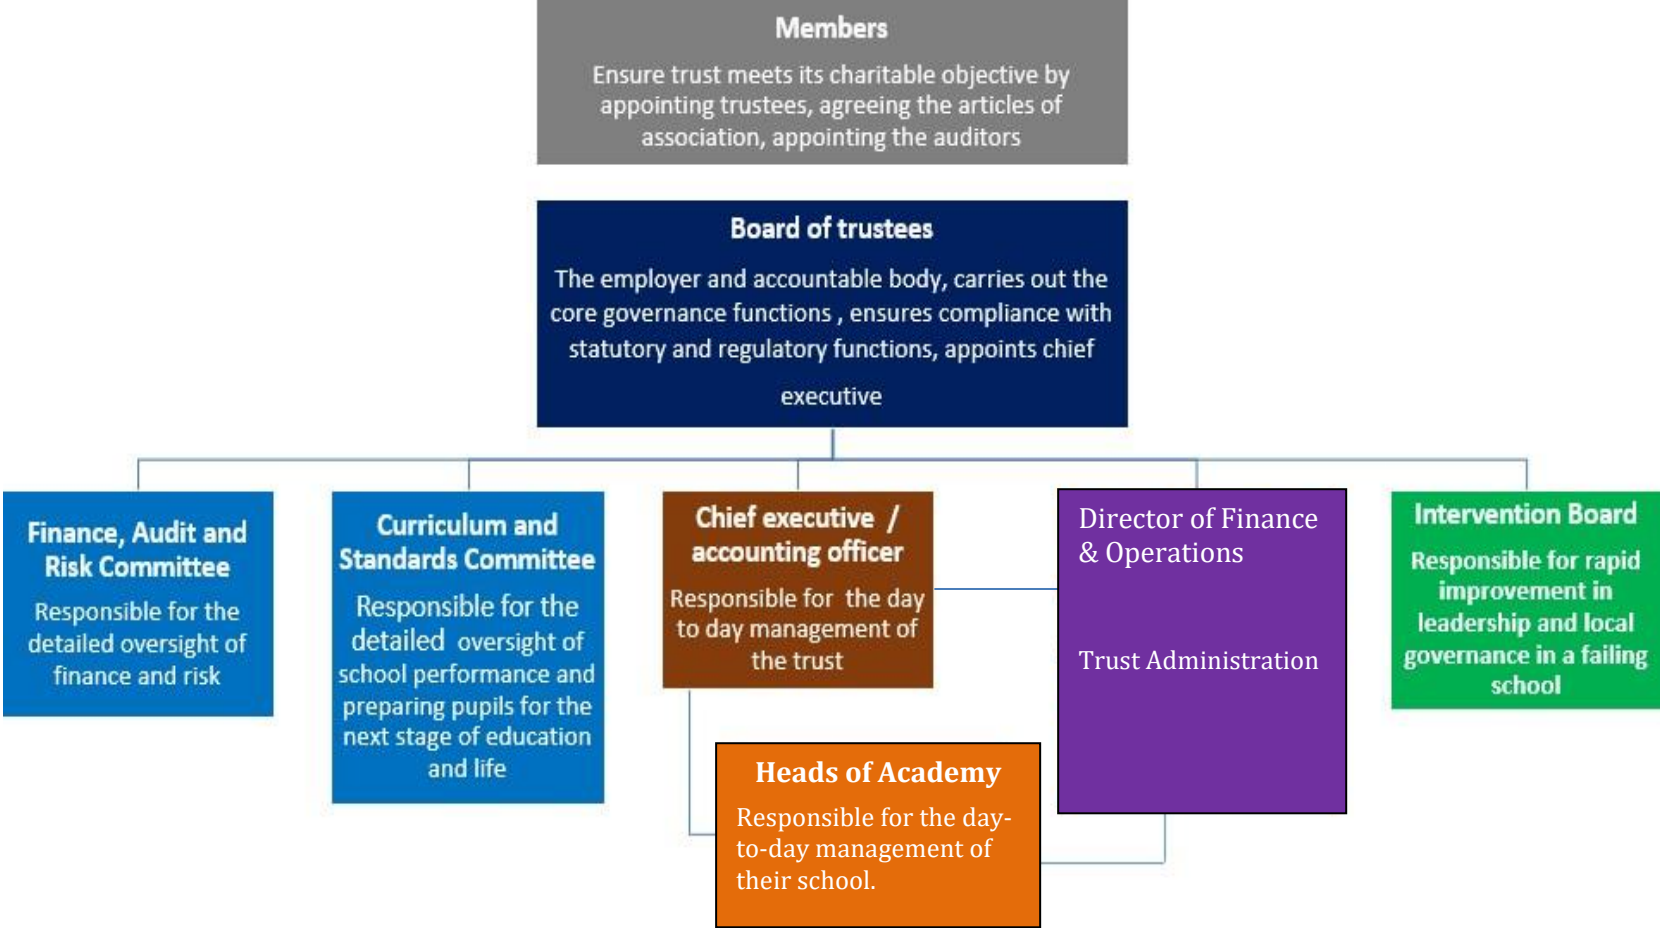 Members
Ensure trust meets its charitable objective by
appointing trustees, agreeing the articles of
association, appointing the auditors
Board of trustees
The employer and accountable body, carries out the
core governance functions , ensures compliance with
statutory and regulatory functions, appoints chief
executive
Finance, Audit and
Risk Committee
Responsible for the
detailed oversight of
finance and risk
Curriculum and
Standards Committee
Responsible for the
detailed oversight of
school performance and
preparing pupils for the
next stage of education
and life
Chief executive /
accounting officer
Responsible for the day
to day management of
the trust
Director of Finance
& Operations
Trust Administration
Intervention Board
Responsible for rapid
improvement in
leadership and local
governance in a failing
school
Heads of Academy
Responsible for the day-
to-day management of
their school.